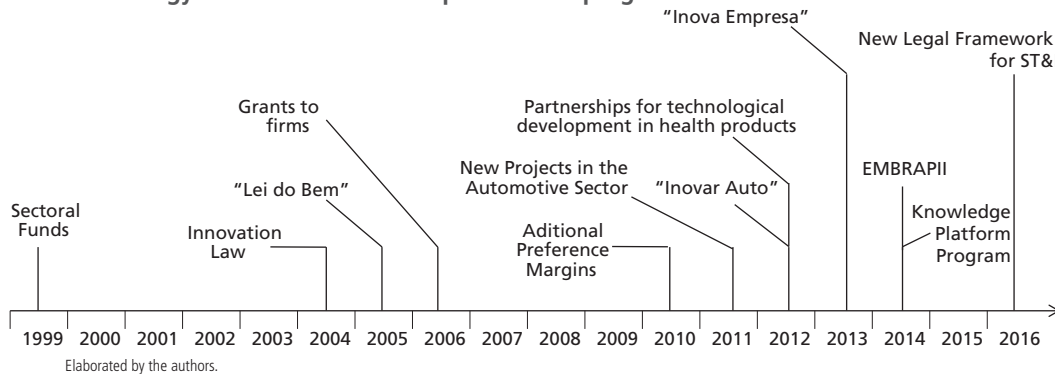 “Inova Empresa”
New Legal Framework
for ST&
Grants to
firms
Partnerships for technological
development in health products
New Projects in the
Automotive Sector
“Inovar Auto”
EMBRAPII
“Lei do Bem”
Sectoral
Funds
Innovation
Law
Aditional
Preference
Margins
Knowledge
Platform
Program
1999 2000 2001 2002 2003 2004 2005 2006 2007 2008 2009 2010 2011 2012 2013 2014 2015 2016
Elaborated by the authors.